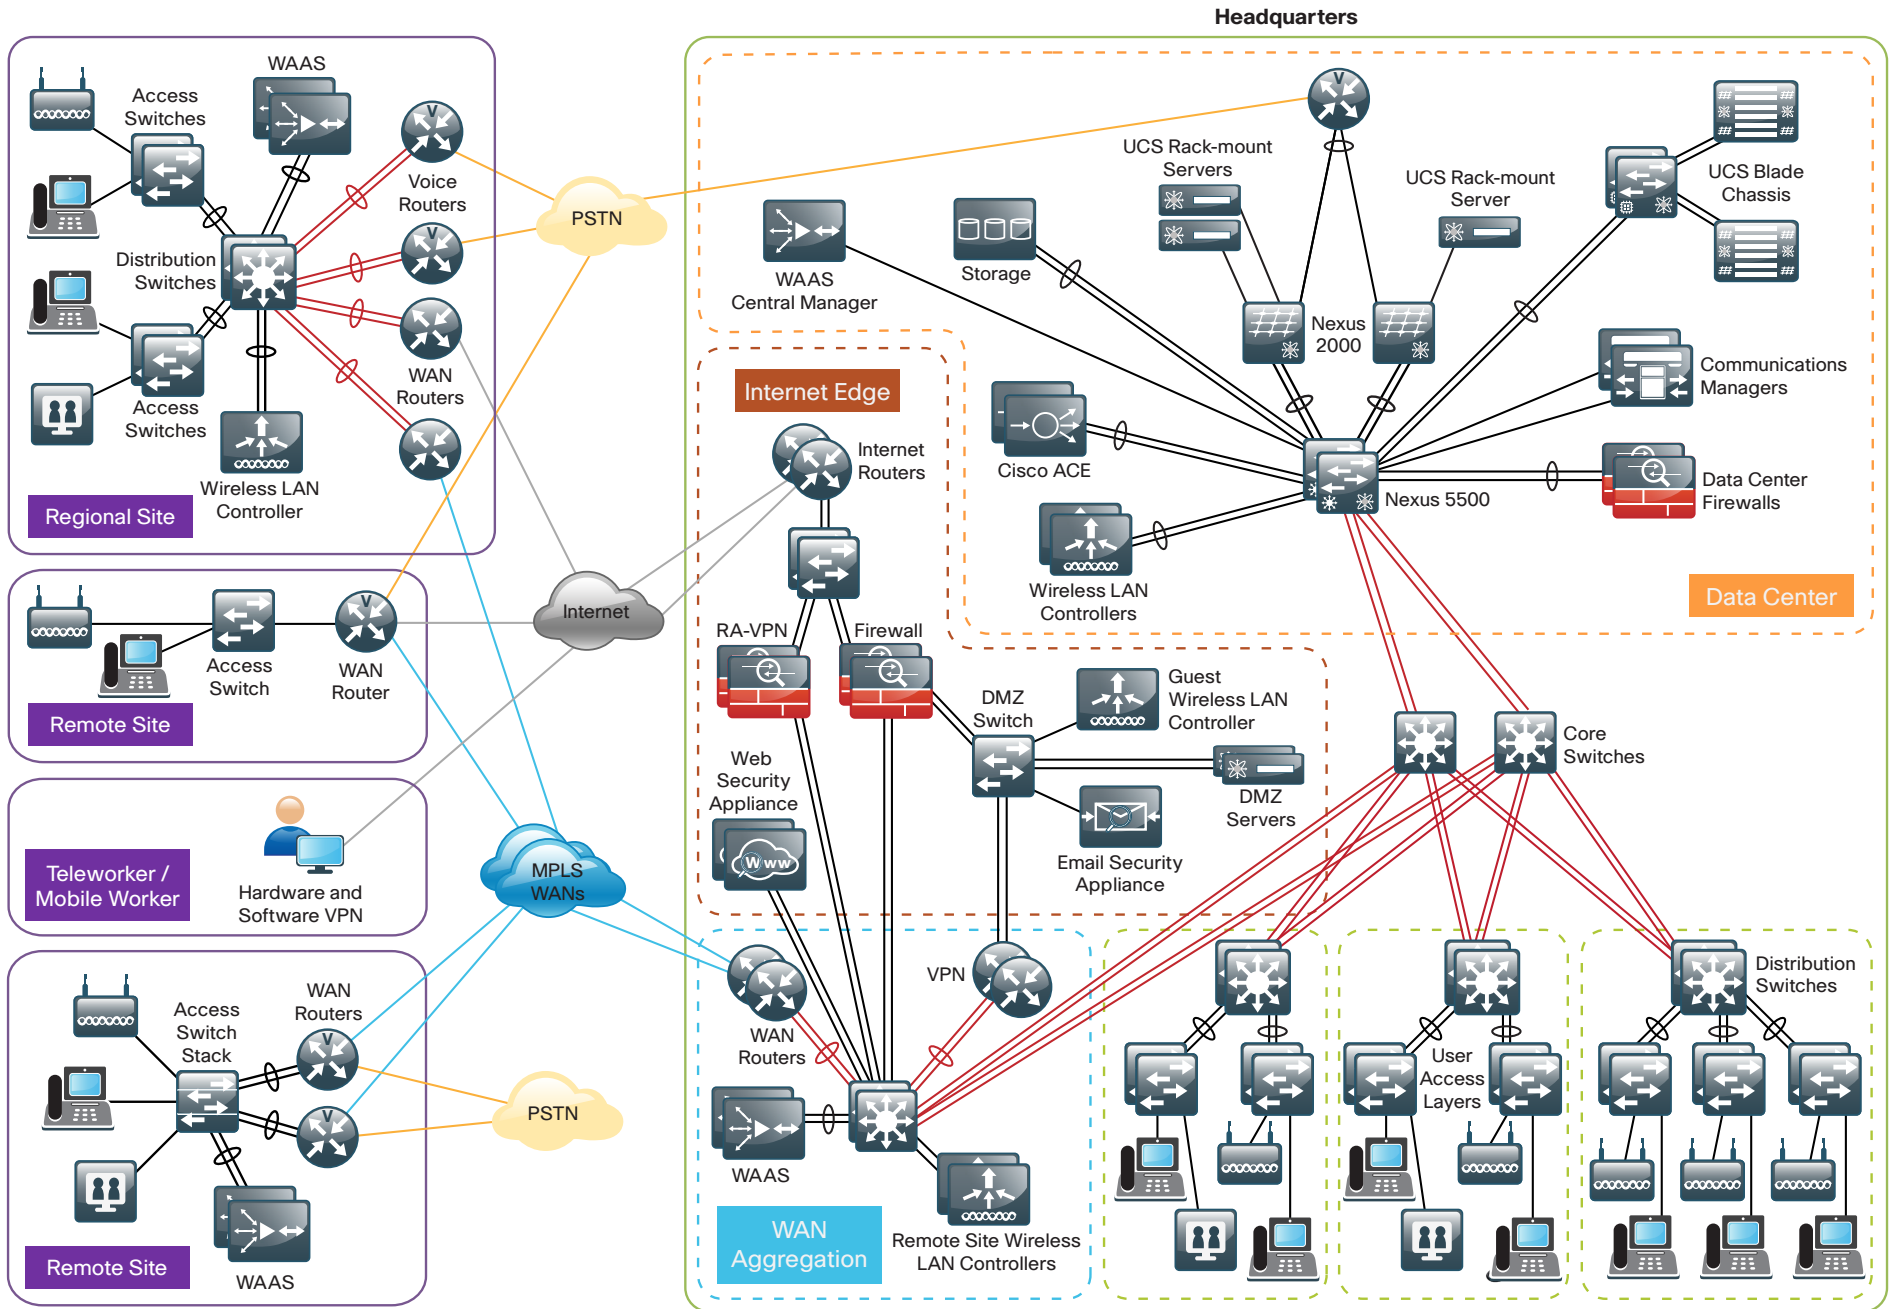 Headquarters
WAAS
Access
Switches
V
Voice
Routers
V
Distribution
Switches
WAN
Routers
Access
Switches
Wireless LAN
Controller
Regional Site
PSTN
Internet
V
Access
Switch
WAN
Router
Remote Site
Teleworker /
Mobile Worker
Hardware and
Software VPN
MPLS
WANs
WAN
Routers
Access
Switch
Stack
V
V
PSTN
WAAS
Remote Site
V
UCS Rack-mount
Servers
UCS Rack-mount
Server
UCS Blade
Chassis
WAAS
Central Manager
Storage
Nexus
2000
Communications
Managers
Cisco ACE
Nexus 5500
Data Center
Firewalls
Wireless LAN
Controllers
Data Center
Internet Edge
Internet
Routers
RA-VPN
Firewall
DMZ
Switch
Guest
Wireless LAN
Controller
Web
Security
Appliance
Www
DMZ
Servers
Email Security
Appliance
Core
Switches
VPN
WAN
Routers
WAAS
Remote Site Wireless
LAN Controllers
WAN
Aggregation
Distribution
Switches
User
Access
Layers